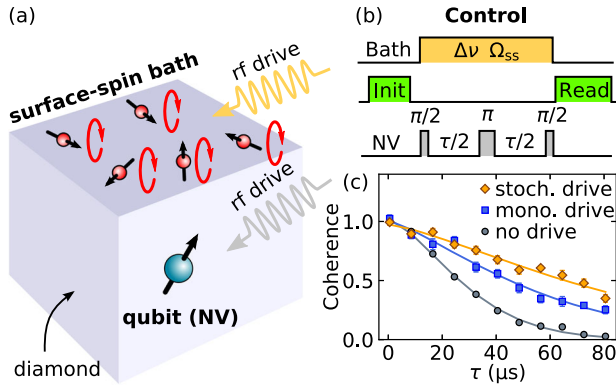 (a)
surface-spin bath
rf drive
rf drive
qubit (NV)
diamond
(b)
Control
Bath
Δν Ωss
Init
Read
π/2
π
π/2
NV
τ/2
τ/2
(c)
stoch. drive
mono. drive
no drive
Coherence
1.0
0.5
0.0
0
20
40
60
80
τ (μs)